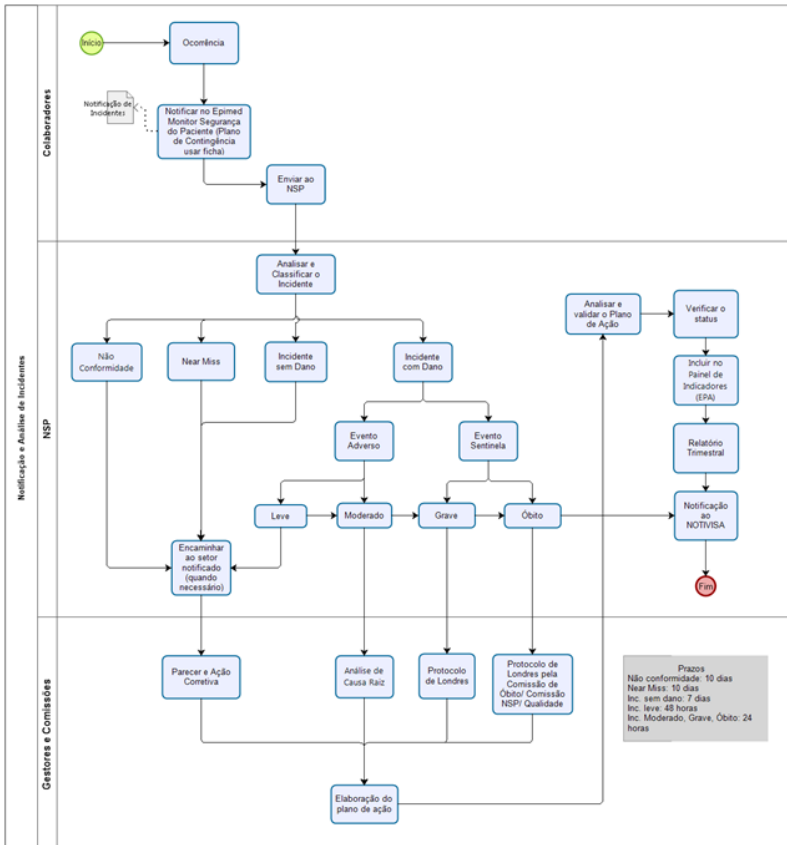 Notificação e Análise de Incidentes
Colaboradores
Início
Ocorrência
Notificação de
Incidentes
Notificar no Epimed
Monitor Segurança
do Paciente (Plano
de Contingência
usar ficha)
Enviar ao
NSP
NSP
Analisar e
Classificar o
Incidente
Não
Conformidade
Near Miss
Incidente
sem Dano
Incidente
com Dano
Evento
Adverso
Evento
Sentinela
Leve
Moderado
Grave
Óbito
Encaminhar
ao setor
notificado
(quando
necessário)
Analisar e
validar o Plano
de Ação
Verificar o
status
Incluir no
Painel de
Indicadores
(EPA)
Relatório
Trimestral
Notificação
ao
NOTIVISA
Fim
Gestores e Comissões
Parecer e Ação
Corretiva
Análise de
Causa Raiz
Protocolo
de Londres
Protocolo de
Londres pela
Comissão de
Óbito/ Comissão
NSP/ Qualidade
Elaboração do
plano de ação
Prazos
Não conformidade: 10 dias
Near Miss: 10 dias
Inc. sem dano: 7 dias
Inc. leve: 48 horas
Inc. Moderado, Grave, Óbito: 24
horas